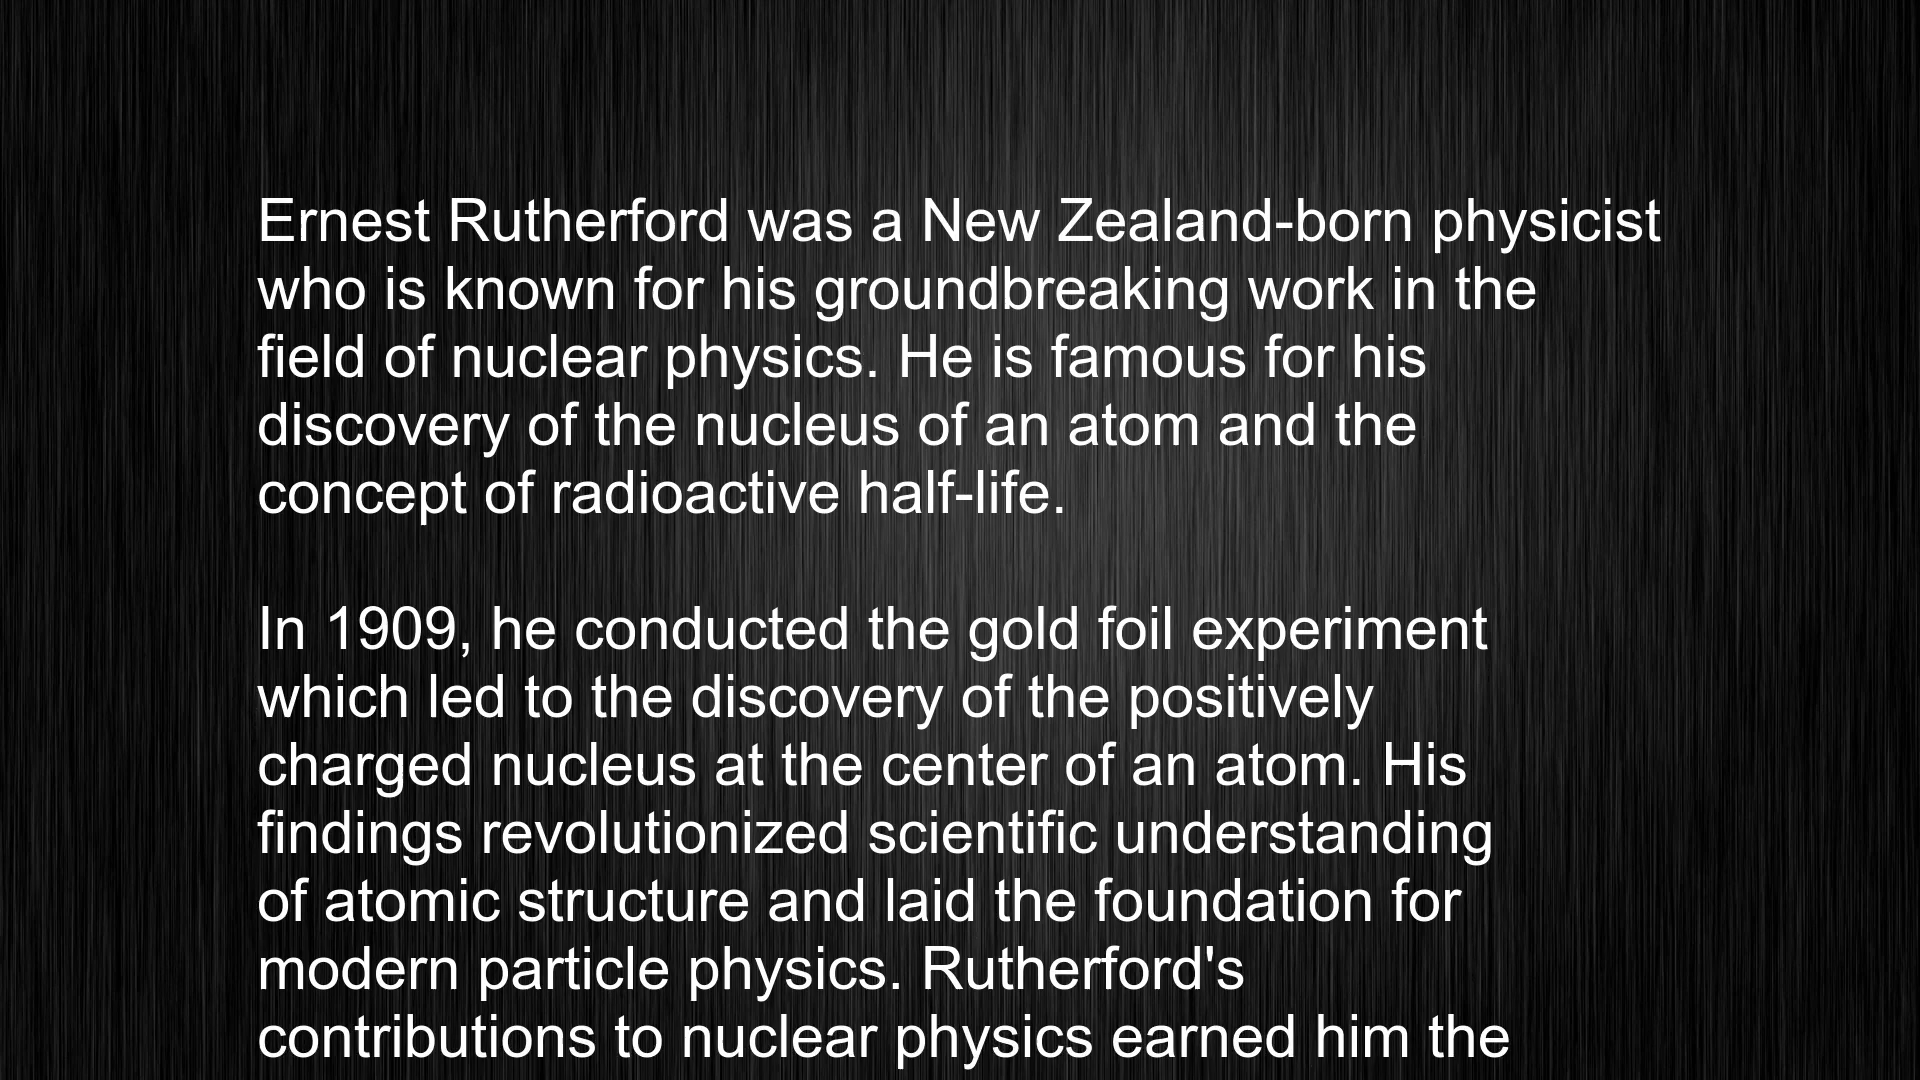 Ernest Rutherford was a New Zealand-born physicist
who is known for his groundbreaking work in the
field of nuclear physics. He is famous for his
discovery of the nucleus of an atom and the
concept of radioactive half-life.
In 1909, he conducted the gold foil experiment
which led to the discovery of the positively
charged nucleus at the center of an atom. His
findings revolutionized scientific understanding
of atomic structure and laid the foundation for
modern particle physics. Rutherford's
contributions to nuclear physics earned him the